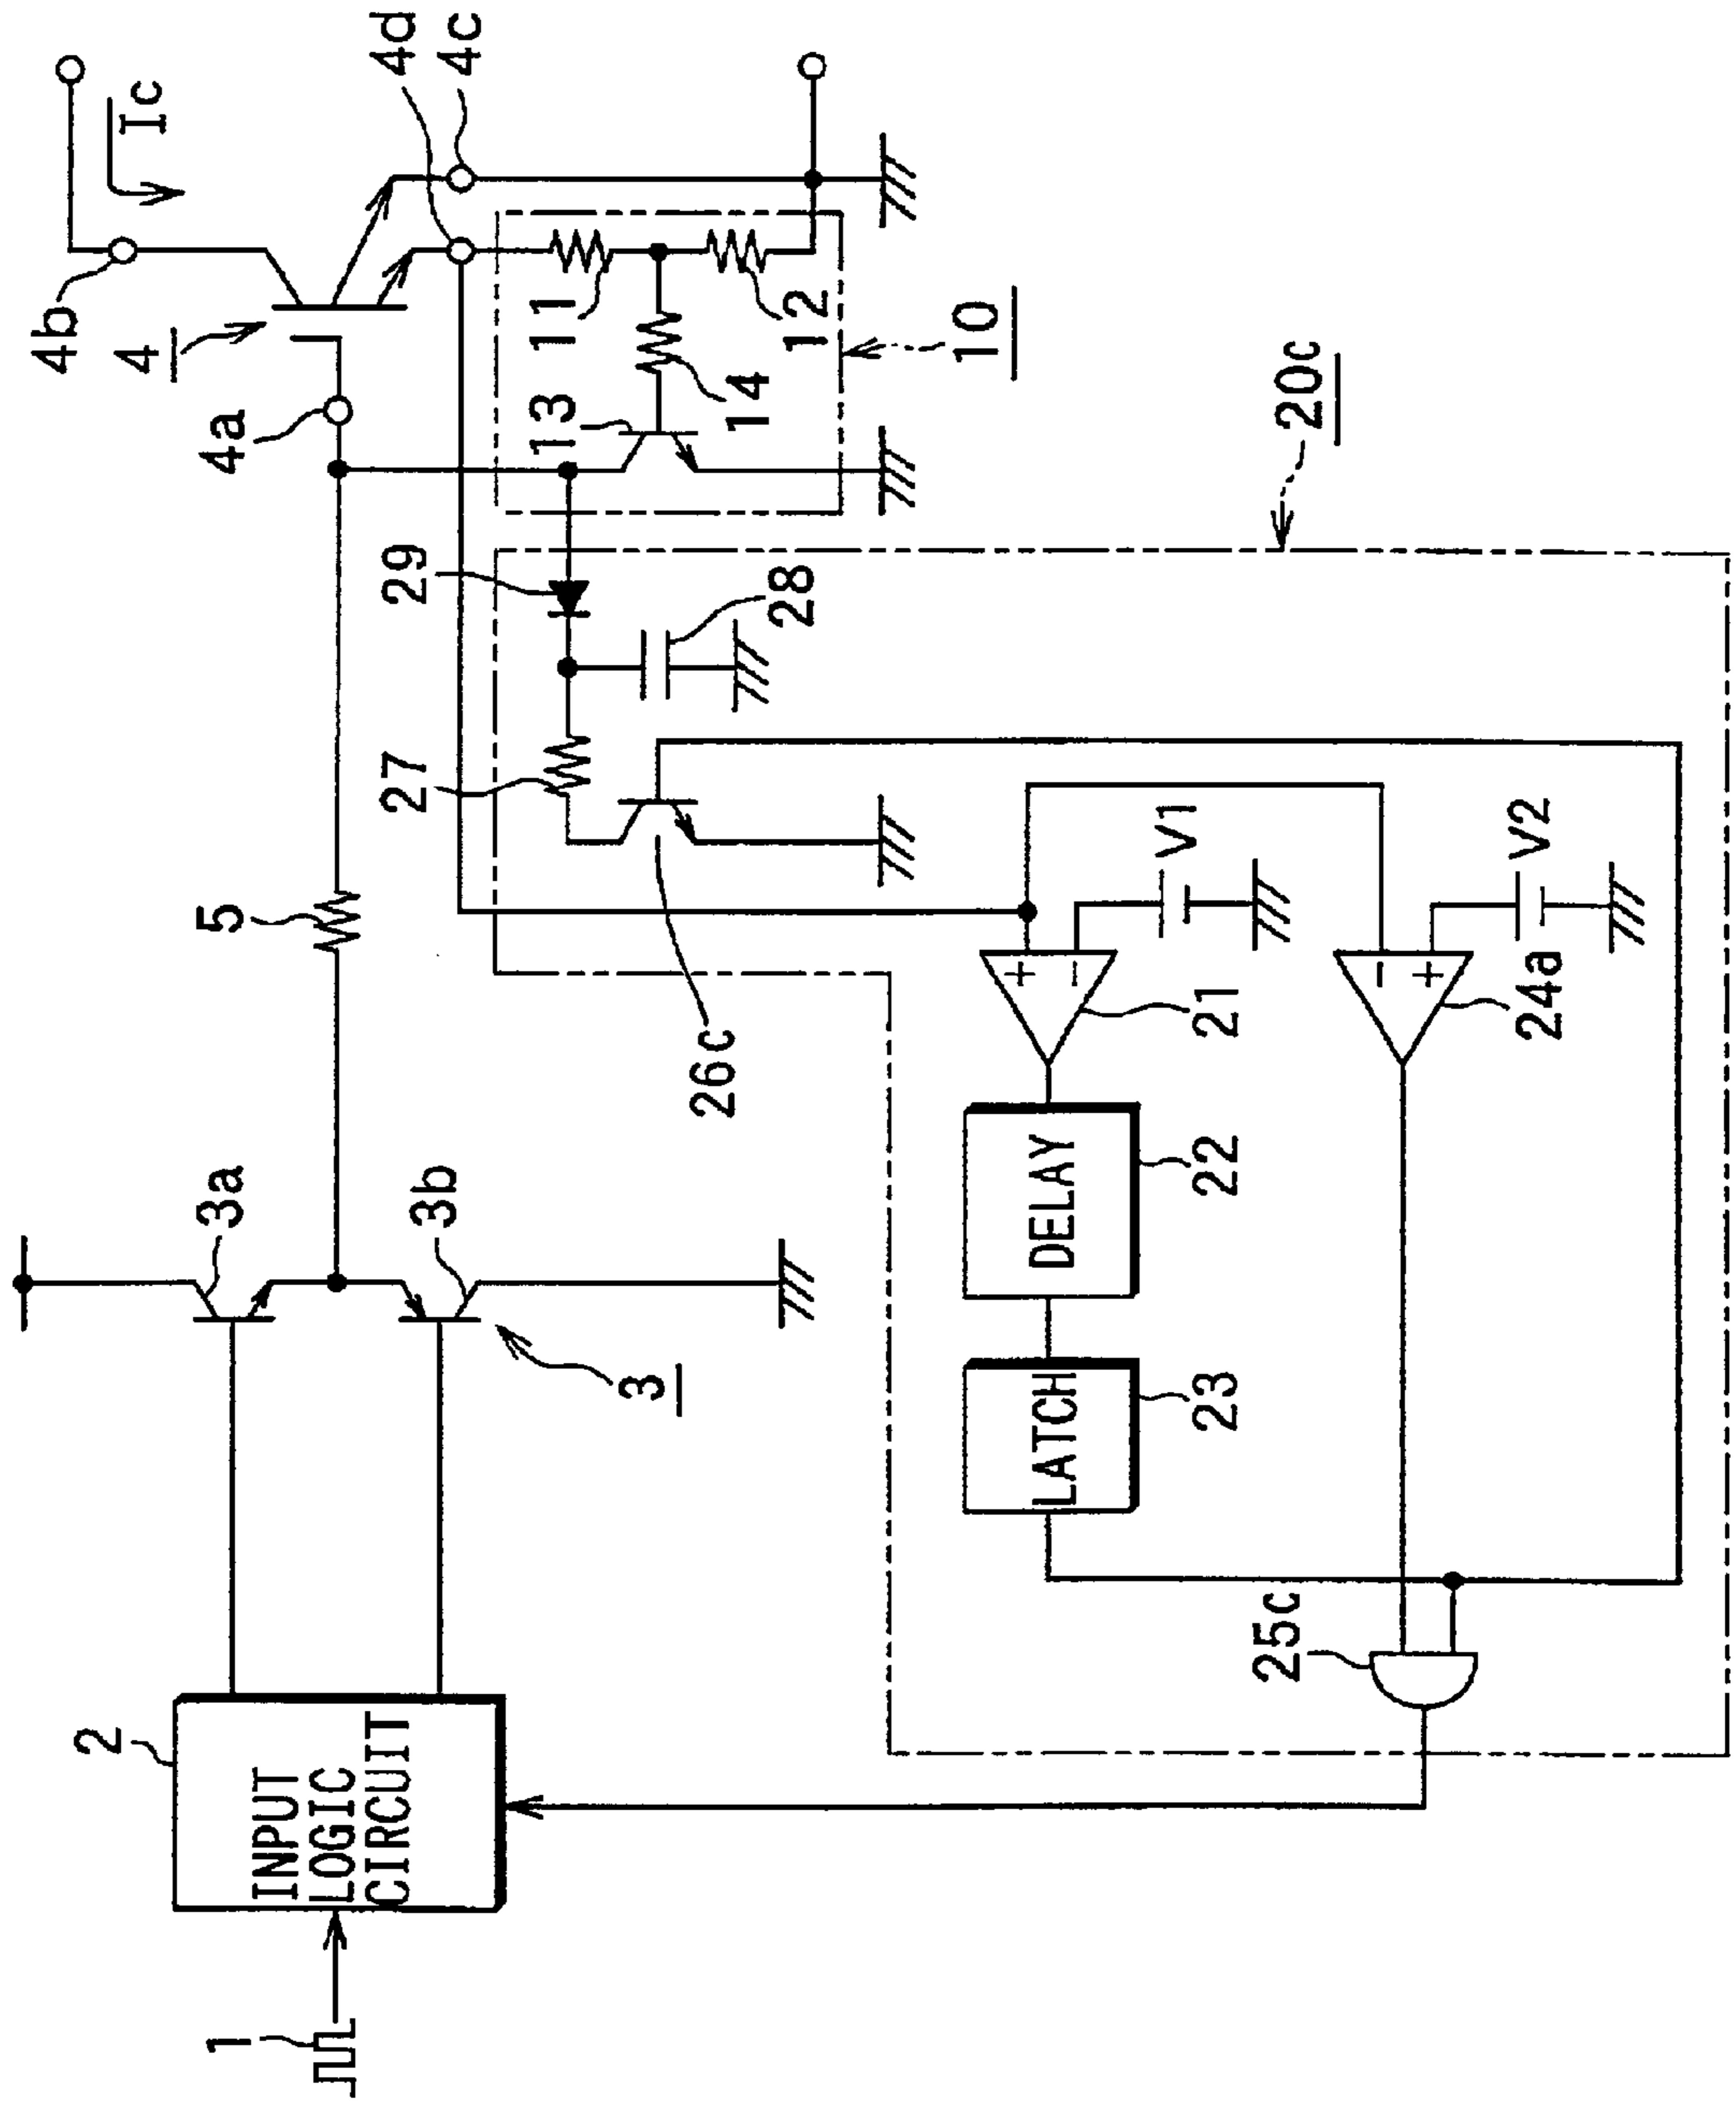 1
2
INPUT
LOGIC
CIRCUIT
3a
3b
3
5
4a
4b
4
Ic
4d
4c
11
12
13
14
10
29
28
27
26c
20c
V1
V2
21
24a
DELAY
22
LATCH
23
25c
+
−
−
+